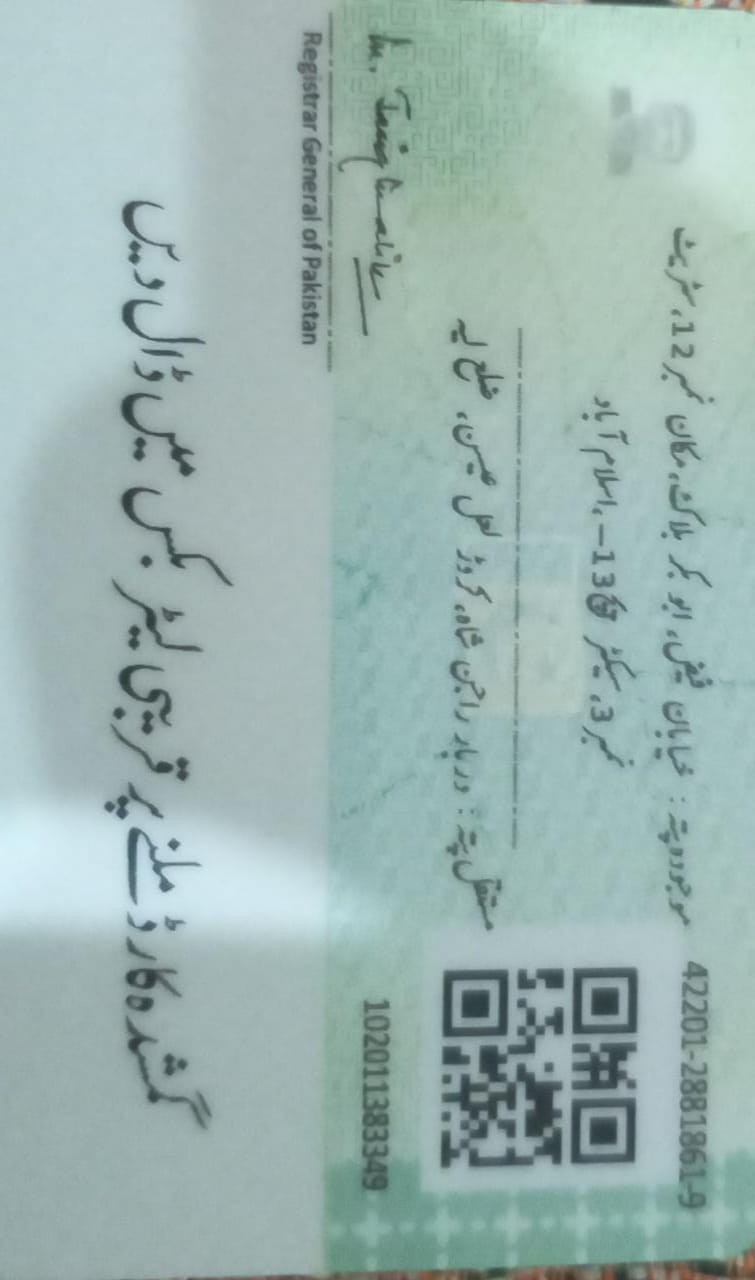 42201-2881861-9
موجودہ پتہ: خیابان فیض، ابو بکر بلاک، مکان نمبر 12، سٹریٹ
نمبر 3، سیکٹر جی 13-، اسلام آباد
مستقل پتہ: دربار راجن شاہ، کروڑ لعل عیسن، ضلع لیہ
102011383349
Registrar General of Pakistan
گمشدہ کارڈ ملنے پر قریبی لیٹر بکس میں ڈال دیں